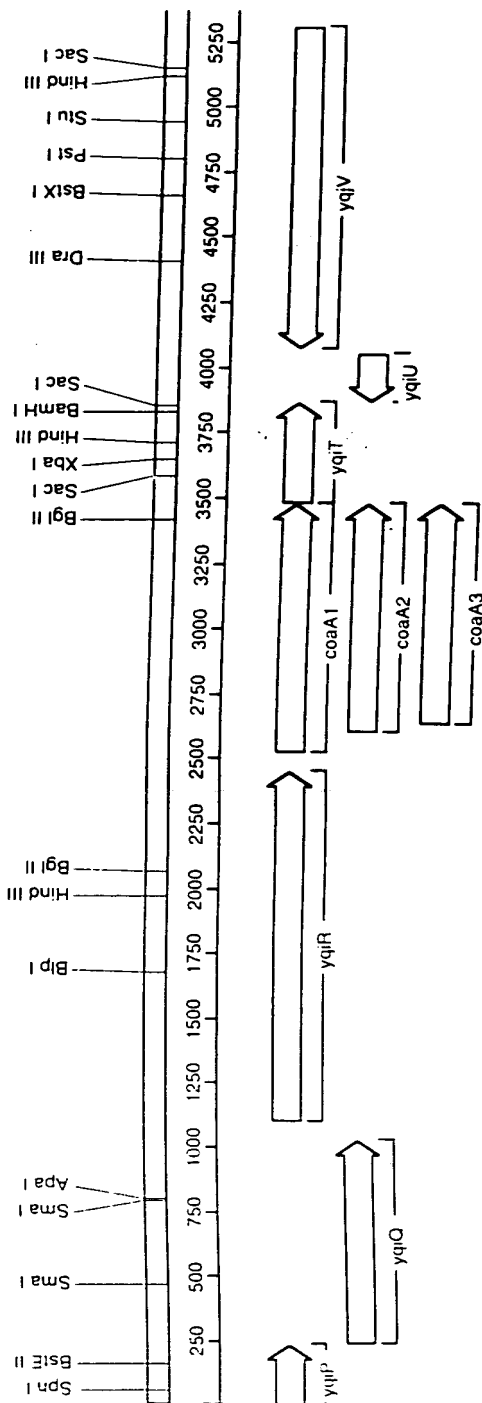 Spn I
BstE II
Sma I
Sma I
Apa I
Blp I
Hind III
Bgl II
Bgl II
Sac I
Xba I
Hind III
BamH I
Sac I
Dra III
BstX I
Pst I
Stu I
Hind III
Sac I
250
500
750
1000
1250
1500
1750
2000
2250
2500
2750
3000
3250
3500
3750
4000
4250
4500
4750
5000
5250
yqiP
yqiQ
yqiR
coaA1
coaA2
coaA3
yqiT
yqiU
yqjV